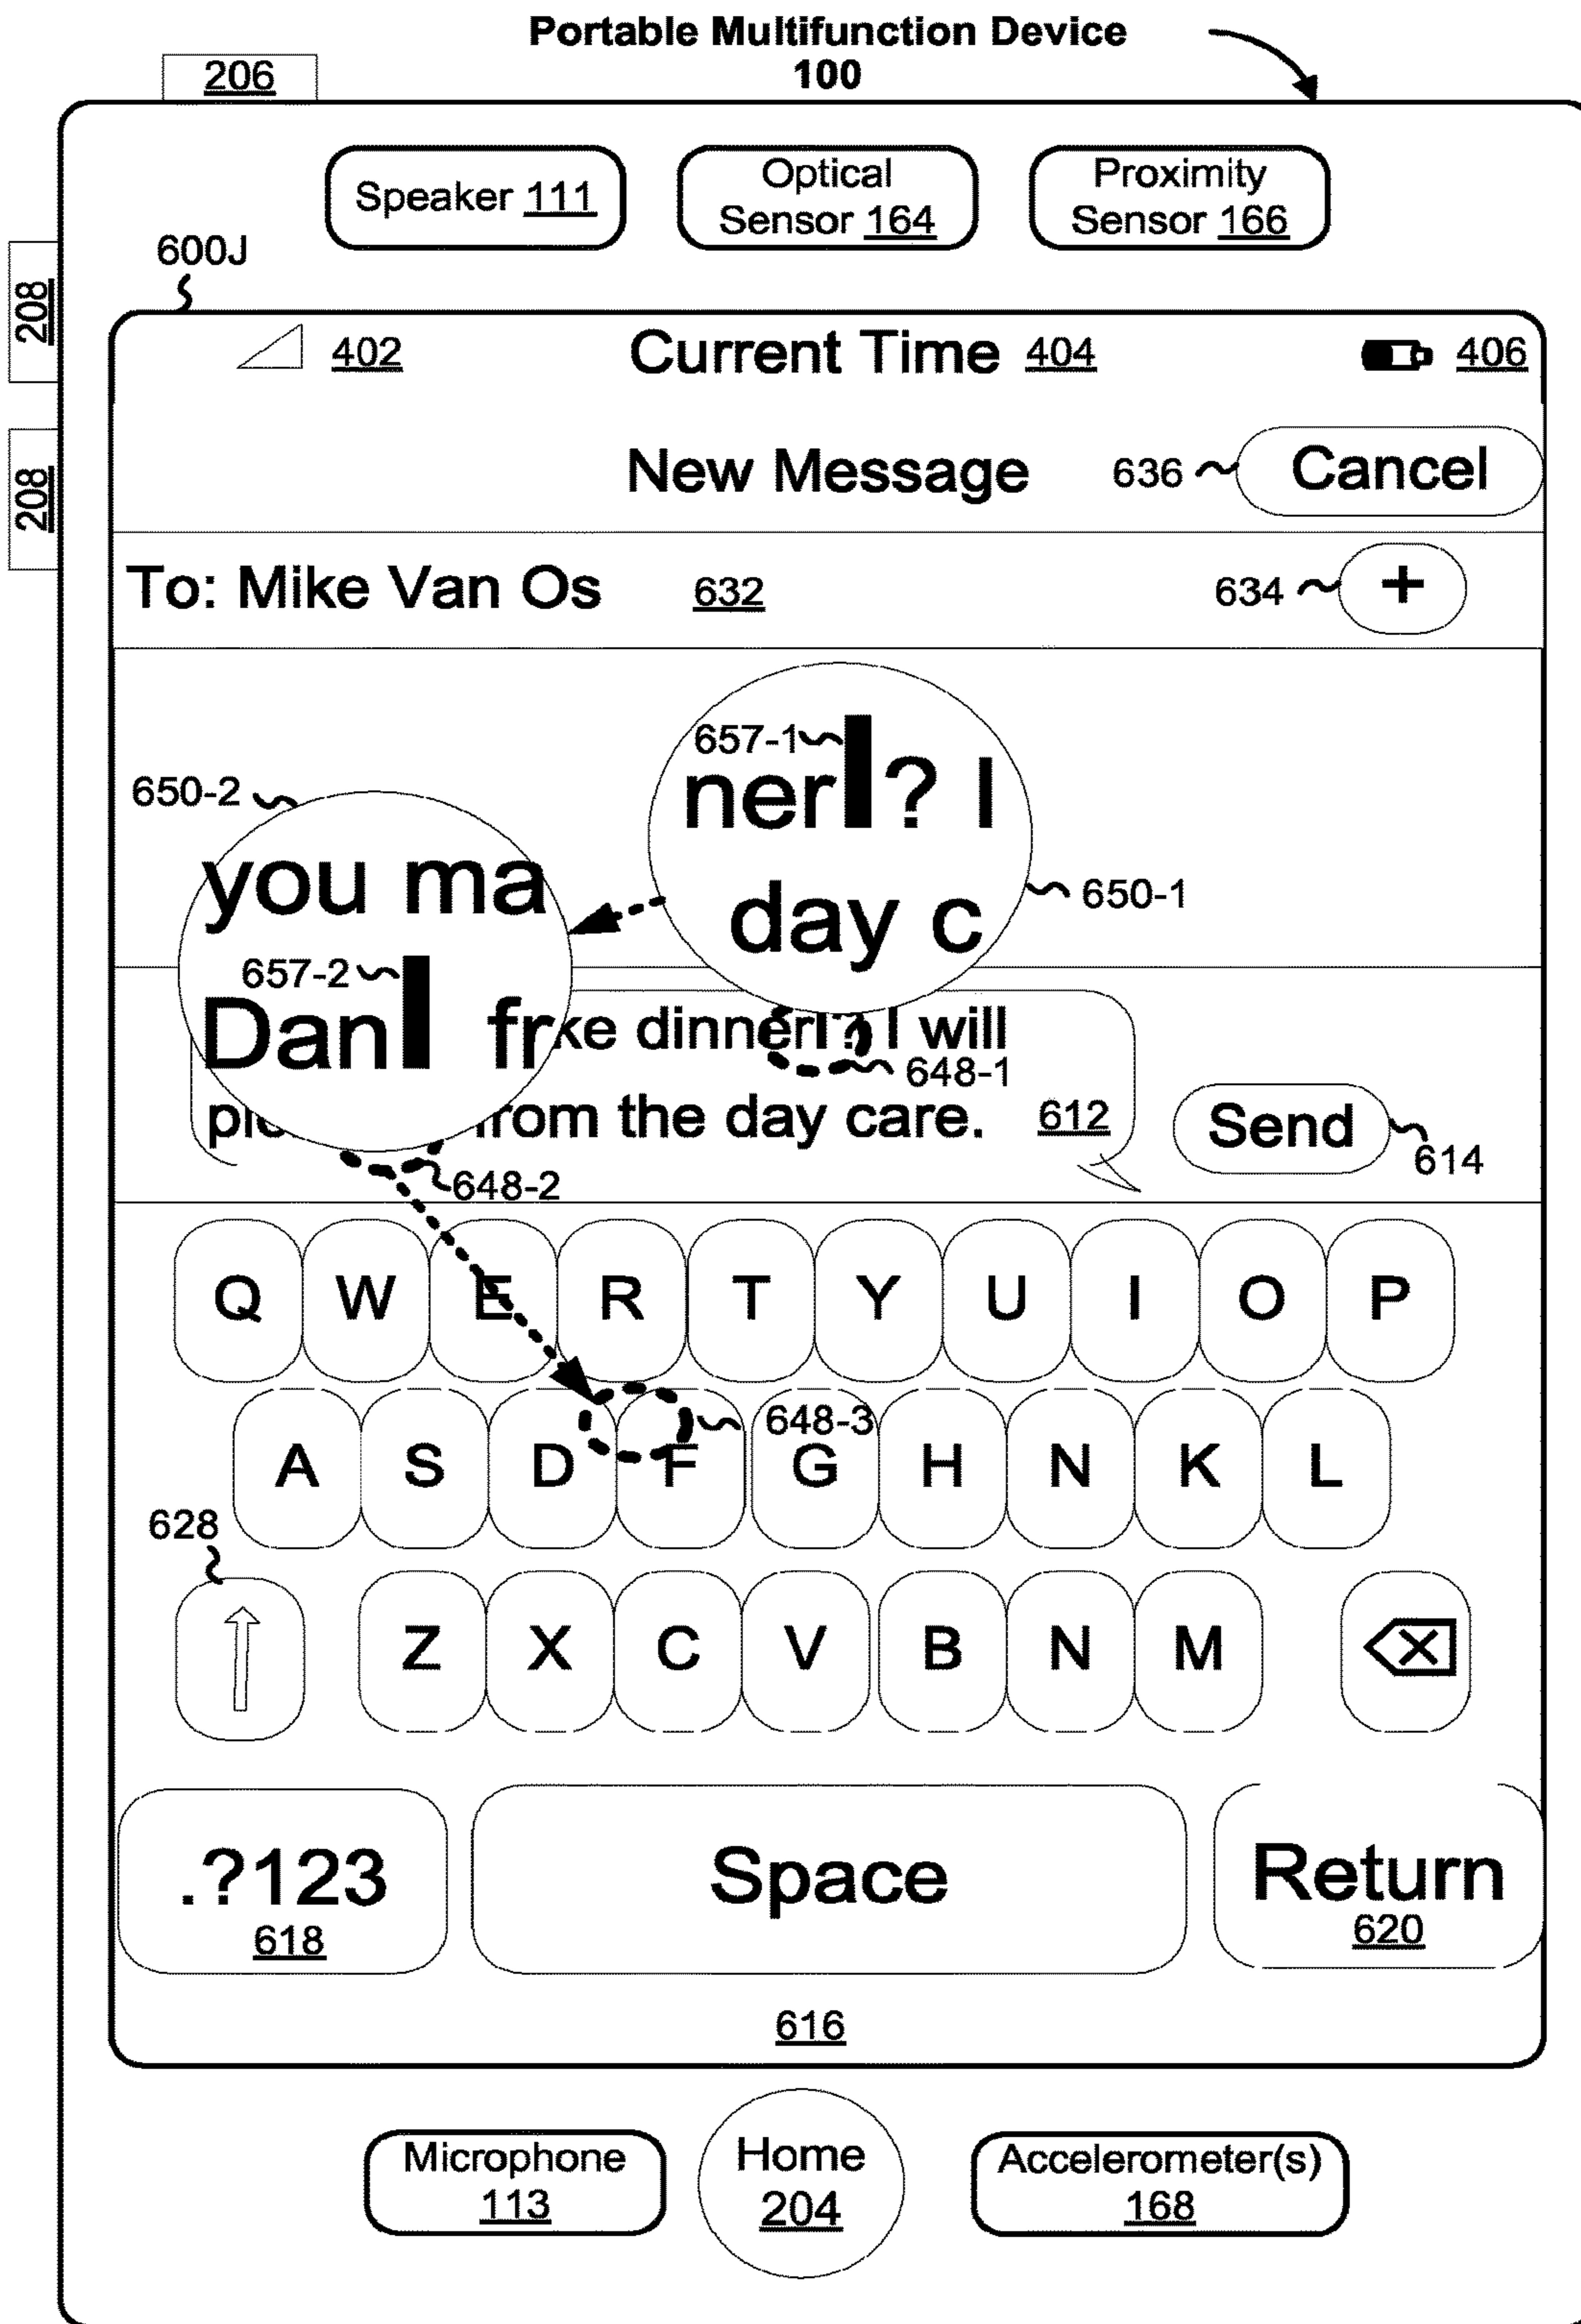 Portable Multifunction Device
100
206
Speaker 111
Optical
Sensor 164
Proximity
Sensor 166
208
208
600J
402
Current Time 404
406
New Message
636
Cancel
To: Mike Van Os
632
634
+
657-1
ner ? I
day c
650-1
650-2
you ma
657-2
Dan fr
ke dinner ? I will
648-1
from the day care.
612
Send
614
648-2
Q W E R T Y U I O P
648-3
A S D F G H N K L
628
Z X C V B N M
.?123
618
Space
Return
620
616
Microphone
113
Home
204
Accelerometer(s)
168